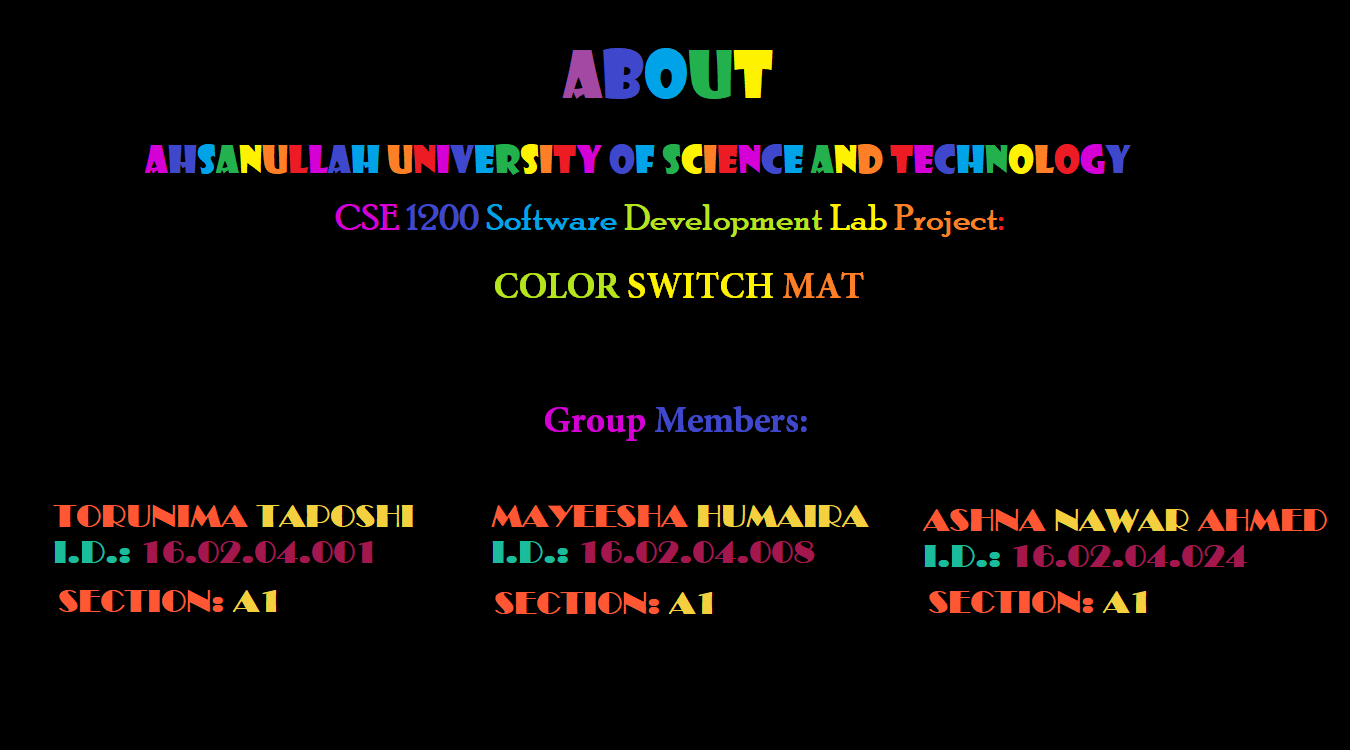 ABOUT
AHSANULLAH UNIVERSITY OF SCIENCE AND TECHNOLOGY
CSE 1200 Software Development Lab Project:
COLOR SWITCH MAT
Group Members:
TORUNIMA TAPOSHI
I.D.: 16.02.04.001
SECTION: A1
MAYEESHA HUMAIRA
I.D.: 16.02.04.008
SECTION: A1
ASHNA NAWAR AHMED
I.D.: 16.02.04.024
SECTION: A1